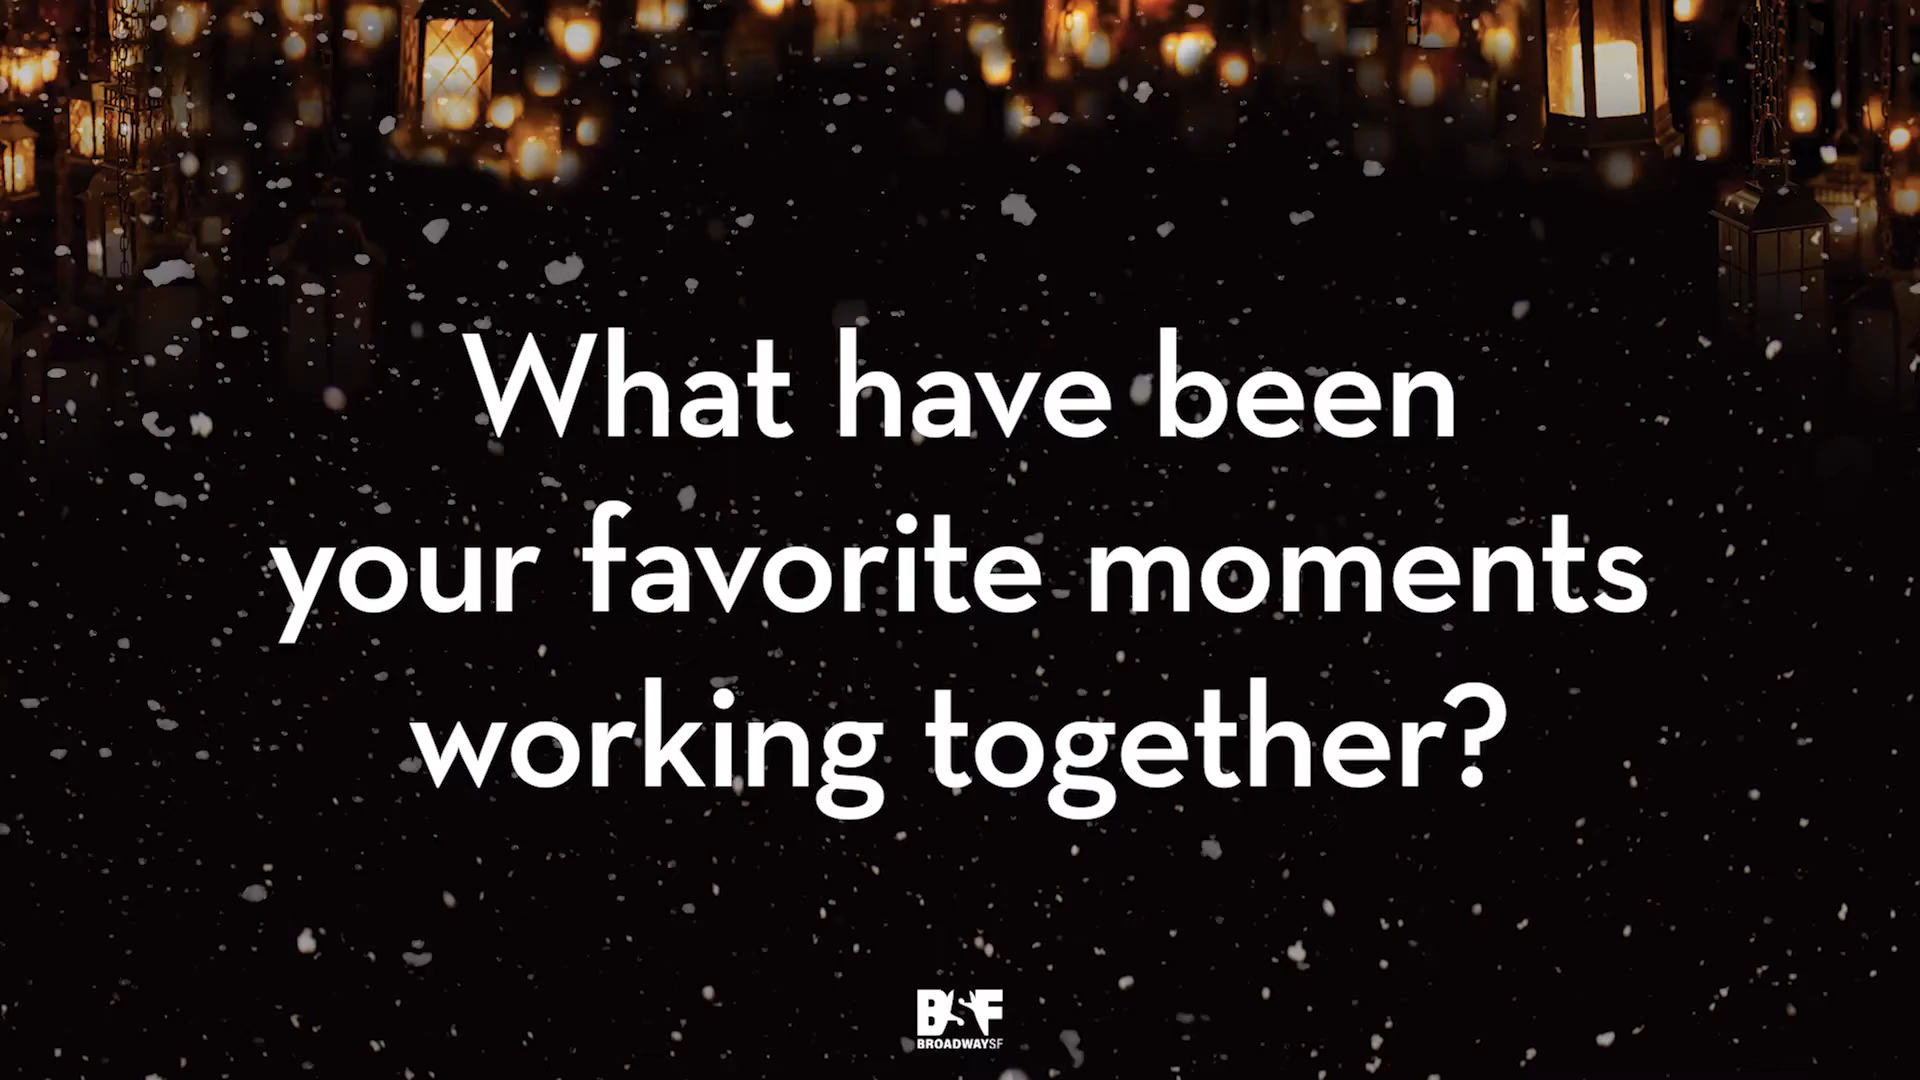 What have been
your favorite moments
working together?
BSF
BROADWAYSF